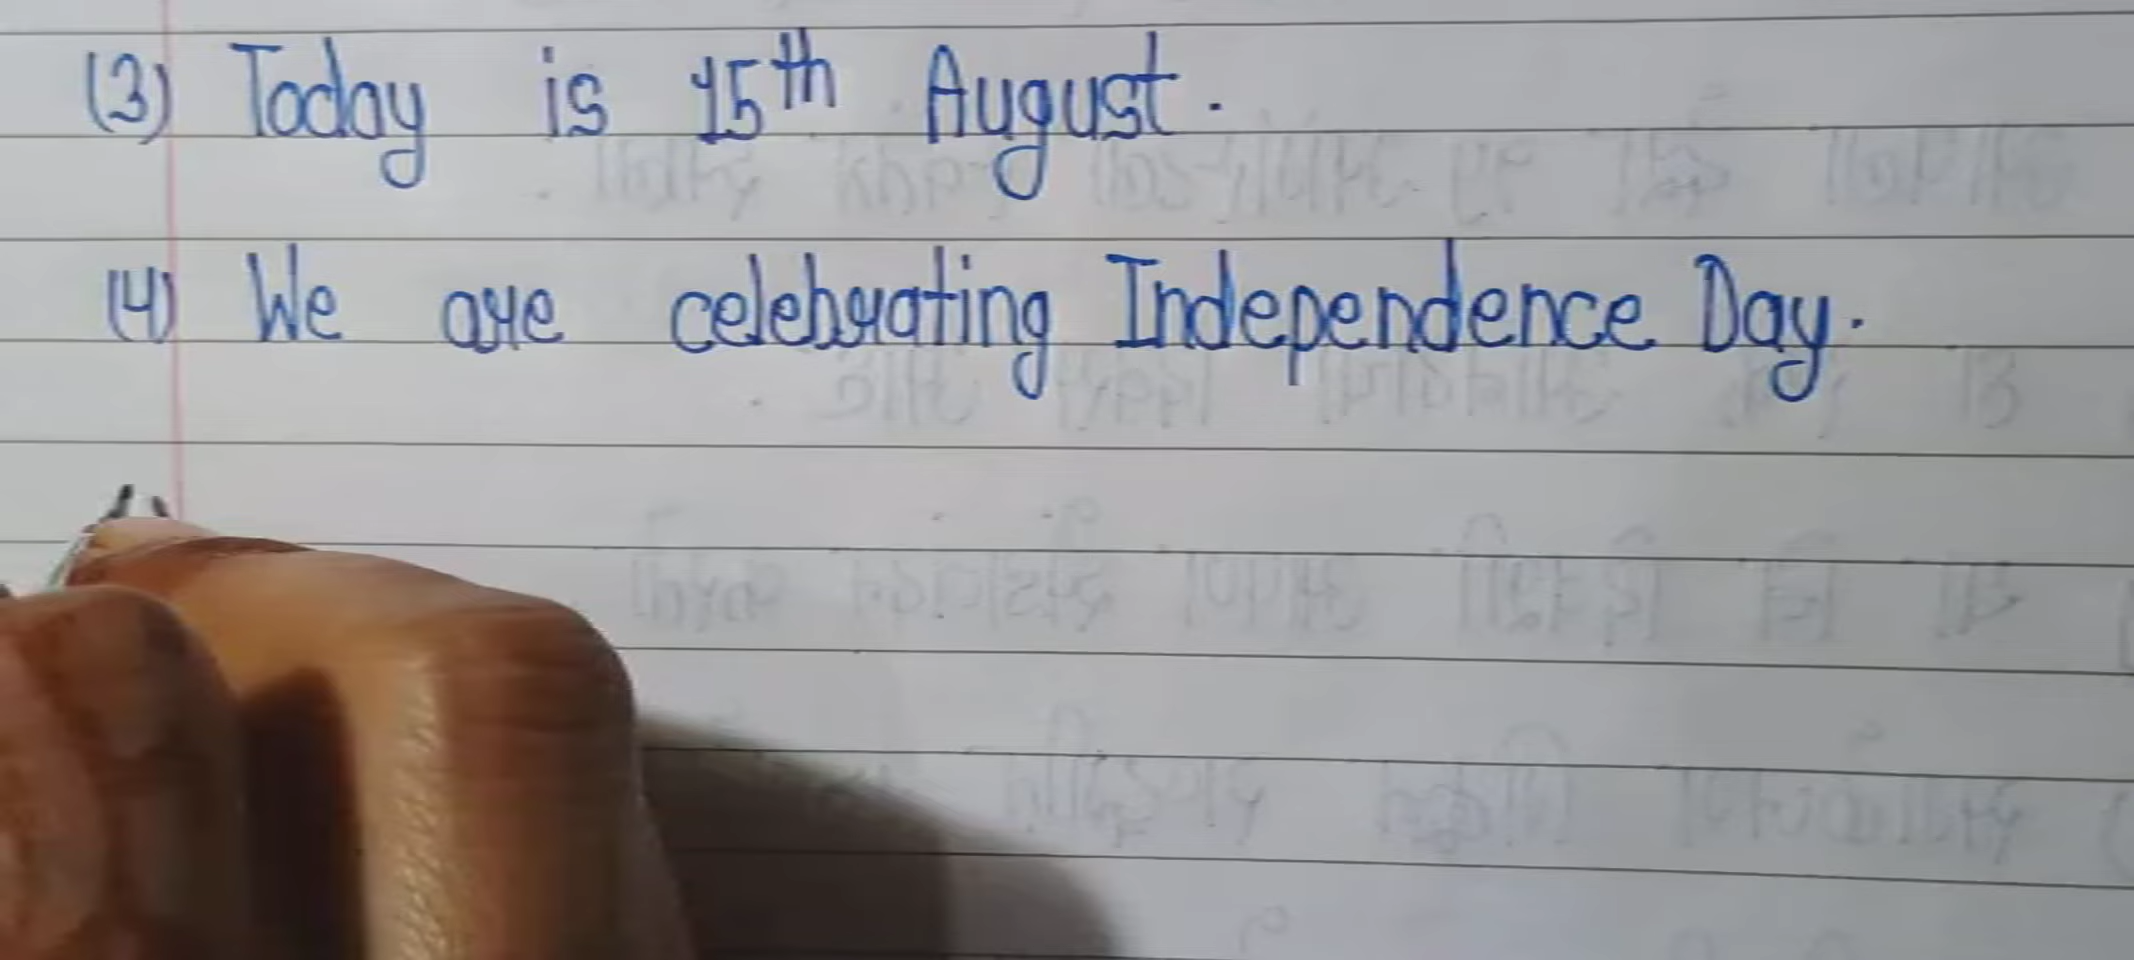 (3) Today is 15th August.
(4) We are celebrating Independence Day.